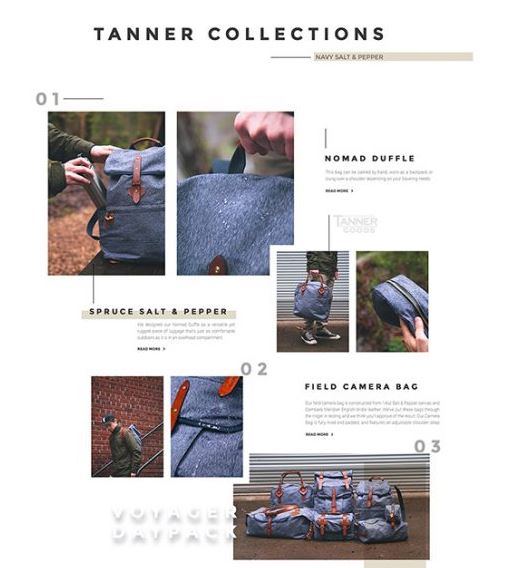 TANNER COLLECTIONS
NAVY SALT & PEPPER
01
NOMAD DUFFLE
This bag can be carried by hand, worn as a backpack, or
slung over a shoulder depending on your traveling needs.
READ MORE >
TANNER
GOODS
SPRUCE SALT & PEPPER
We designed our Nomad Duffle as a versatile yet
rugged piece of luggage that's just as comfortable
outdoors as it is in an overhead compartment.
READ MORE >
02
FIELD CAMERA BAG
Our field camera bag is constructed from 14oz Salt & Pepper canvas and
Meridian English bridle leather. We've put these bags through
the ringer in testing and we think you'll approve of the result. Our Camera
Bag is fully lined and padded, and features an adjustable shoulder strap.
READ MORE >
03
VOYAGER
DAYPACK